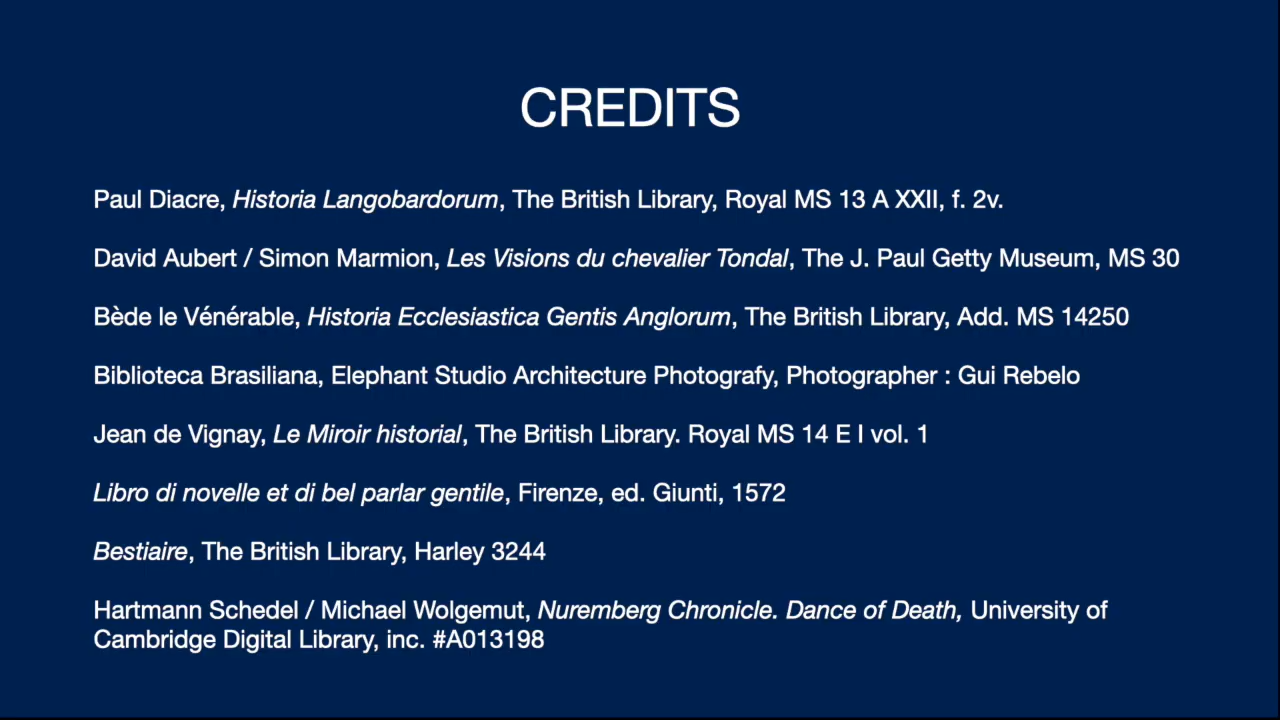 CREDITS
Paul Diacre, Historia Langobardorum, The British Library, Royal MS 13 A XXII, f. 2v.
David Aubert / Simon Marmion, Les Visions du chevalier Tondal, The J. Paul Getty Museum, MS 30
Bède le Vénérable, Historia Ecclesiastica Gentis Anglorum, The British Library, Add. MS 14250
Biblioteca Brasiliana, Elephant Studio Architecture Photografy, Photographer : Gui Rebelo
Jean de Vignay, Le Miroir historial, The British Library. Royal MS 14 E I vol. 1
Libro di novelle et di bel parlar gentile, Firenze, ed. Giunti, 1572
Bestiaire, The British Library, Harley 3244
Hartmann Schedel / Michael Wolgemut, Nuremberg Chronicle. Dance of Death, University of
Cambridge Digital Library, inc. #A013198